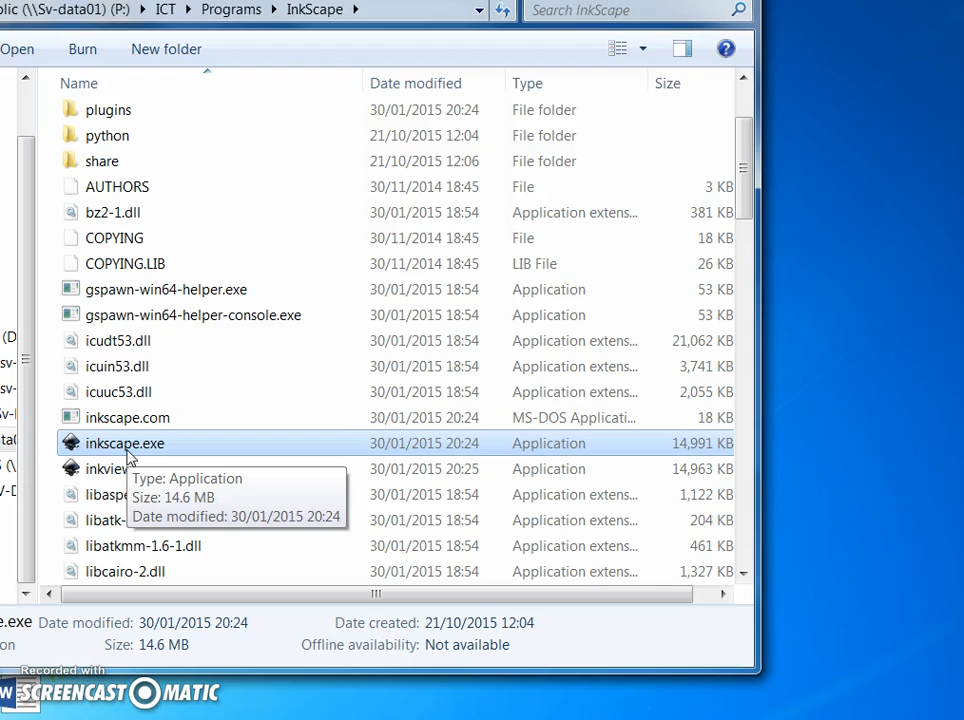 blic (\\Sv-data01) (P:) ICT Programs InkScape Search InkScape
Open Burn New folder
Name Date modified Type Size
plugins 30/01/2015 20:24 File folder
python 21/10/2015 12:04 File folder
share 21/10/2015 12:06 File folder
AUTHORS 30/11/2014 18:45 File 3 KB
bz2-1.dll 30/01/2015 18:54 Application extens... 381 KB
COPYING 30/11/2014 18:45 File 18 KB
COPYING.LIB 30/11/2014 18:45 LIB File 26 KB
gspawn-win64-helper.exe 30/01/2015 18:54 Application 53 KB
gspawn-win64-helper-console.exe 30/01/2015 18:54 Application 53 KB
(D icudt53.dll 30/01/2015 18:54 Application extens... 21,062 KB
sv- icuin53.dll 30/01/2015 18:54 Application extens... 3,741 KB
sv- icuuc53.dll 30/01/2015 18:54 Application extens... 2,055 KB
Sv- inkscape.com 30/01/2015 20:24 MS-DOS Applicati... 18 KB
ata0 inkscape.exe 30/01/2015 20:24 Application 14,991 KB
(\ inkview 30/01/2015 20:25 Application 14,963 KB
V-D libaspe 30/01/2015 18:54 Application extens... 1,122 KB
libatk- 30/01/2015 18:54 Application extens... 204 KB
Type: Application
Size: 14.6 MB
Date modified: 30/01/2015 20:24
libatkmm-1.6-1.dll 30/01/2015 18:54 Application extens... 461 KB
libcairo-2.dll 30/01/2015 18:54 Application extens... 1,327 KB
e.exe Date modified: 30/01/2015 20:24 Date created: 21/10/2015 12:04
on Size: 14.6 MB Offline availability: Not available
Recorded with
SCREENCAST MATIC